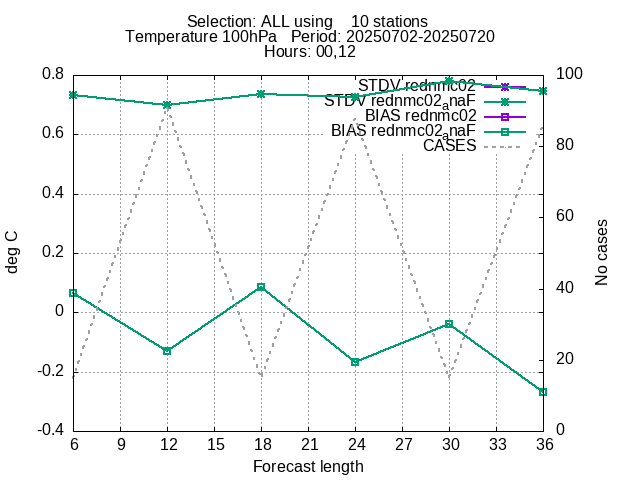 Selection: ALL using    10 stations
Temperature 100hPa   Period: 20250702-20250720
Hours: 00,12
STDV rednmc02
STDV rednmc02anaF
BIAS rednmc02
BIAS rednmc02anaF
CASES
deg C
0.8
0.6
0.4
0.2
0
-0.2
-0.4
No cases
100
80
60
40
20
0
6 9 12 15 18 21 24 27 30 33 36
Forecast length